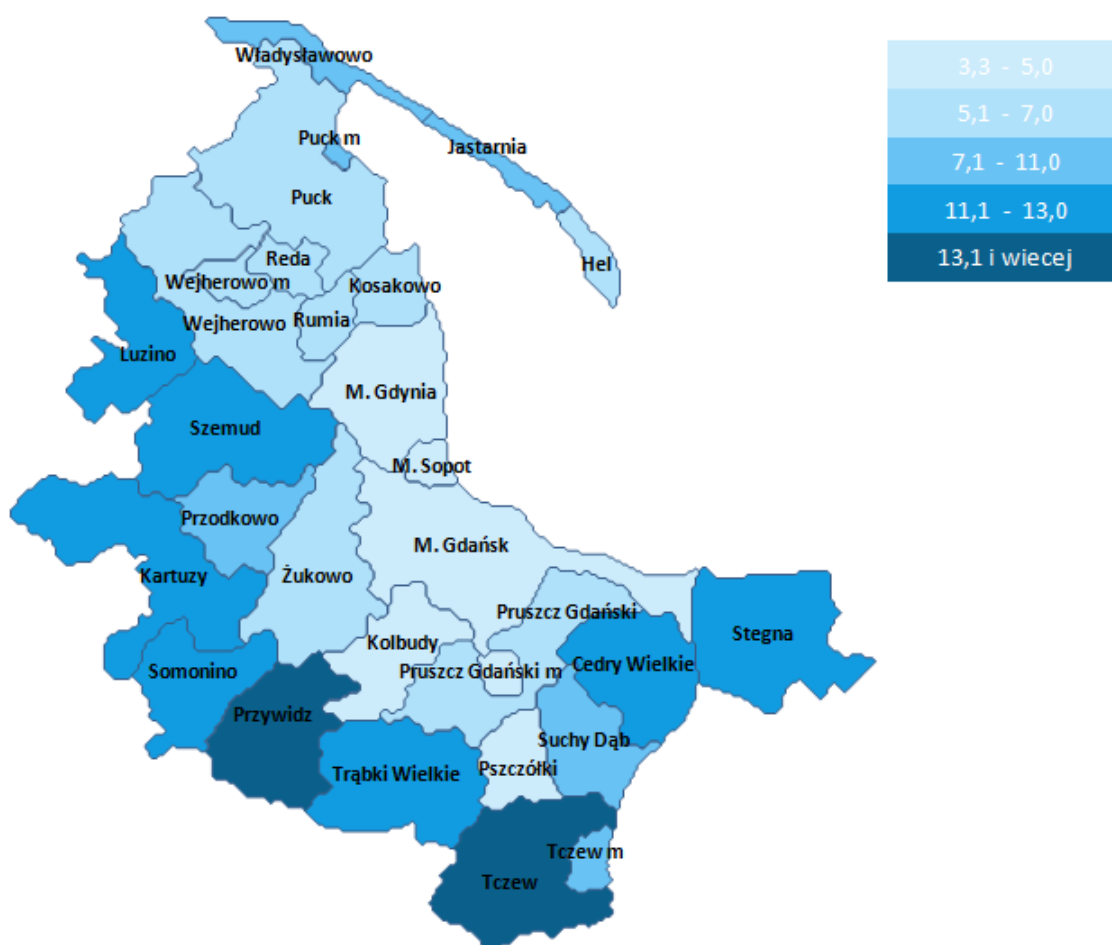 Władysławowo
3,3 - 5,0
5,1 - 7,0
7,1 - 11,0
11,1 - 13,0
13,1 i wiecej
Puck m
Jastarnia
Puck
Hel
Reda
Wejherowo m
Kosakowo
Wejherowo
Rumia
Luzino
M. Gdynia
Szemud
M. Sopot
Przodkowo
M. Gdańsk
Kartuzy
Żukowo
Pruszcz Gdański
Stegna
Kolbudy
Somonino
Pruszcz Gdański m
Cedry Wielkie
Przywidz
Suchy Dąb
Trąbki Wielkie
Pszczółki
Tczew m
Tczew